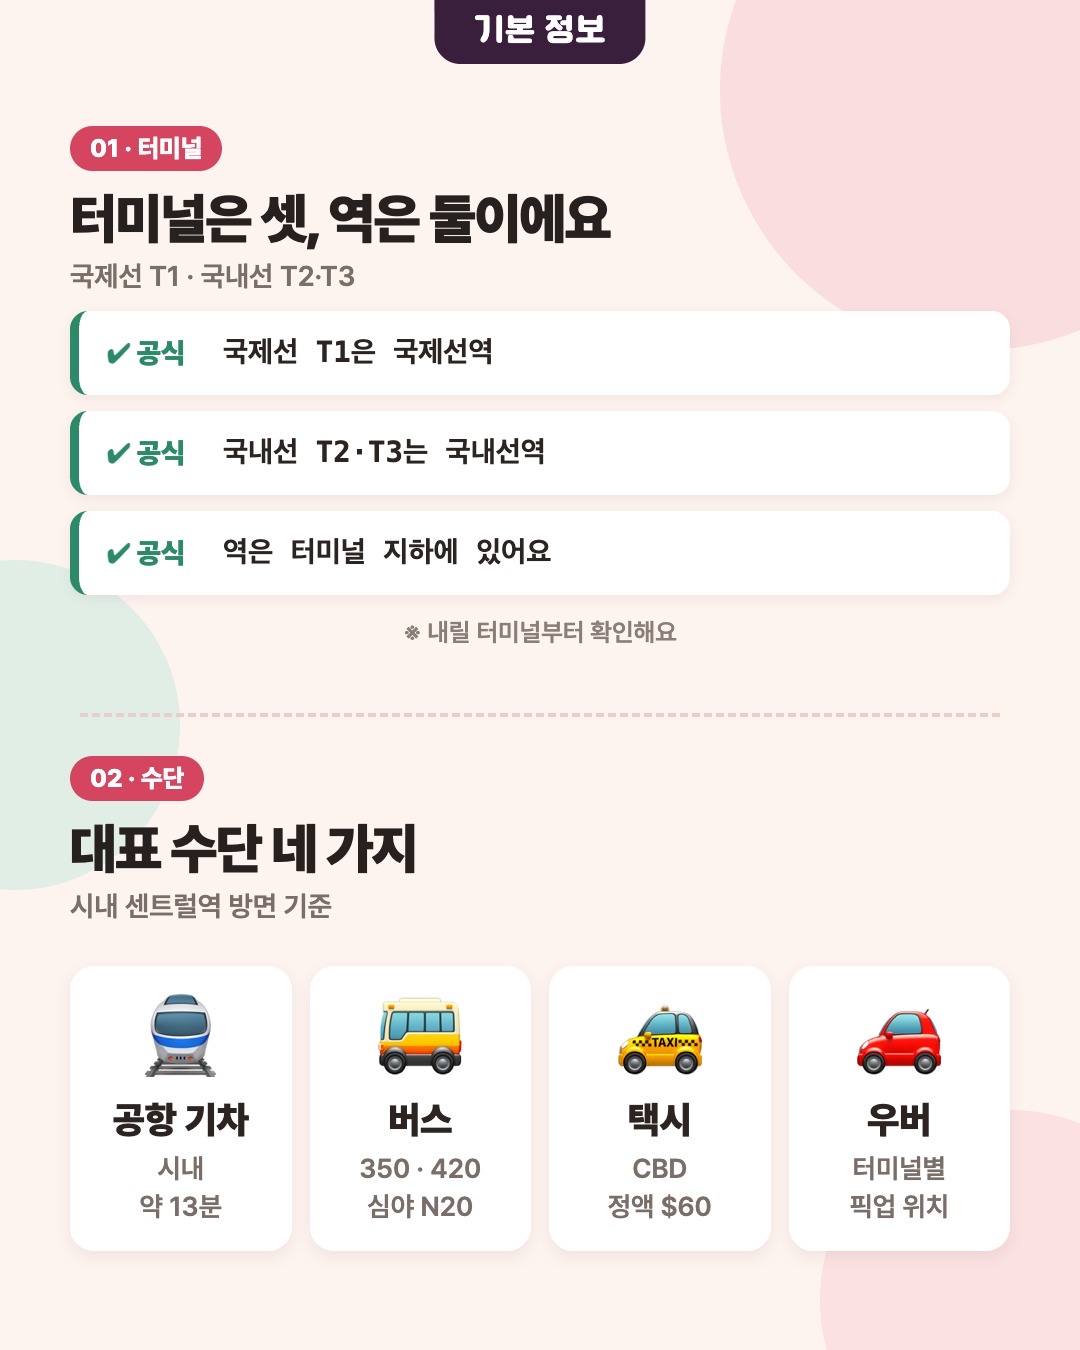 기본 정보
01 · 터미널
터미널은 셋, 역은 둘이에요
국제선 T1 · 국내선 T2·T3
✔ 공식 국제선 T1은 국제선역
✔ 공식 국내선 T2·T3는 국내선역
✔ 공식 역은 터미널 지하에 있어요
※ 내릴 터미널부터 확인해요
02 · 수단
대표 수단 네 가지
시내 센트럴역 방면 기준
공항 기차
시내
약 13분
버스
350 · 420
심야 N20
TAXI
택시
CBD
정액 $60
우버
터미널별
픽업 위치